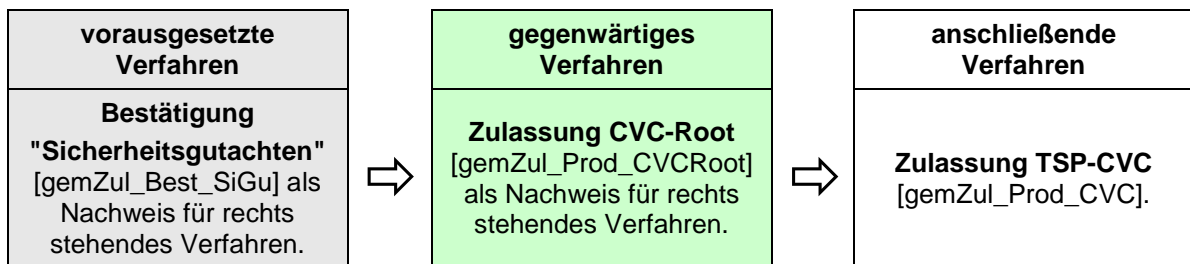 vorausgesetzte
Verfahren
Bestätigung
"Sicherheitsgutachten"
[gemZul_Best_SiGu] als
Nachweis für rechts
stehendes Verfahren.
gegenwärtiges
Verfahren
Zulassung CVC-Root
[gemZul_Prod_CVCRoot]
als Nachweis für rechts
stehendes Verfahren.
anschließende
Verfahren
Zulassung TSP-CVC
[gemZul_Prod_CVC].